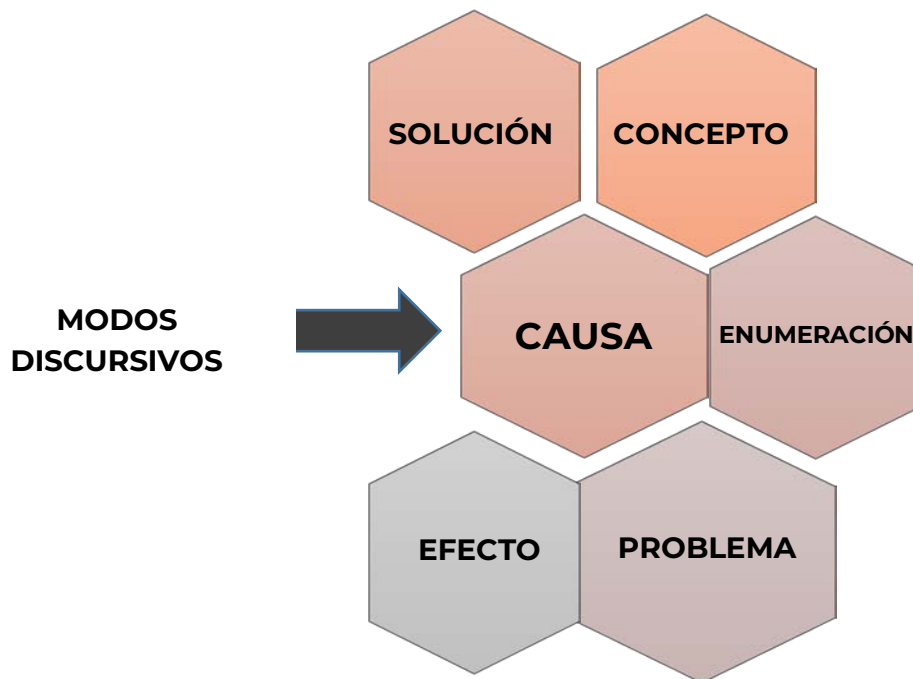 SOLUCIÓN
CONCEPTO
MODOS
DISCURSIVOS
CAUSA
ENUMERACIÓN
EFECTO
PROBLEMA